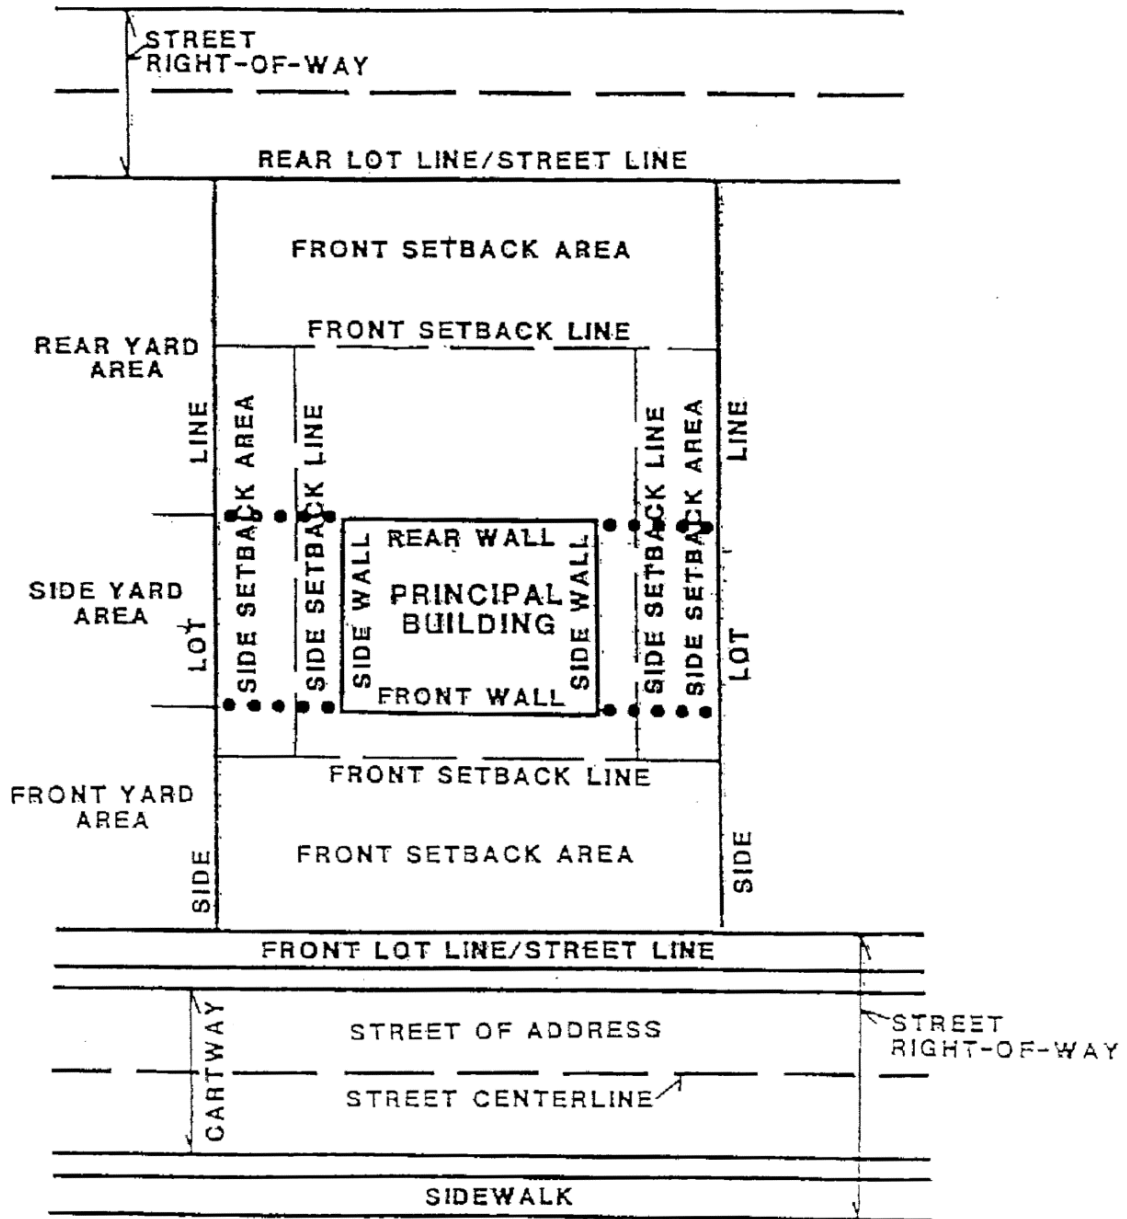 STREET
RIGHT-OF-WAY
REAR LOT LINE/STREET LINE
FRONT SETBACK AREA
FRONT SETBACK LINE
REAR YARD
AREA
SIDE LOT LINE
SIDE SETBACK AREA
SIDE SETBACK LINE
SIDE SETBACK LINE
SIDE SETBACK AREA
SIDE LOT LINE
SIDE YARD
AREA
SIDE WALL
REAR WALL
PRINCIPAL
BUILDING
FRONT WALL
SIDE WALL
FRONT SETBACK LINE
FRONT YARD
AREA
FRONT SETBACK AREA
FRONT LOT LINE/STREET LINE
CARTWAY
STREET OF ADDRESS
STREET
RIGHT-OF-WAY
STREET CENTERLINE
SIDEWALK